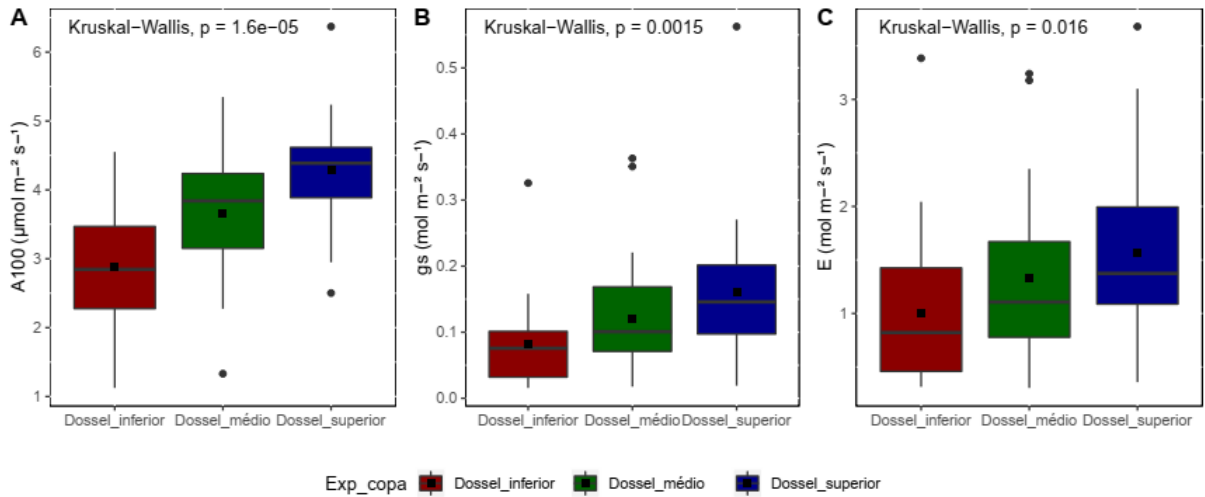 A
Kruskal−Wallis, p = 1.6e−05
A100 (µmol m−² s−¹)
6
5
4
3
2
1
Dossel_inferior Dossel_médio Dossel_superior
B
Kruskal−Wallis, p = 0.0015
gs (mol m−² s−¹)
0.5
0.4
0.3
0.2
0.1
0.0
Dossel_inferior Dossel_médio Dossel_superior
C
Kruskal−Wallis, p = 0.016
E (mol m−² s−¹)
3
2
1
Dossel_inferior Dossel_médio Dossel_superior
Exp_copa Dossel_inferior Dossel_médio Dossel_superior